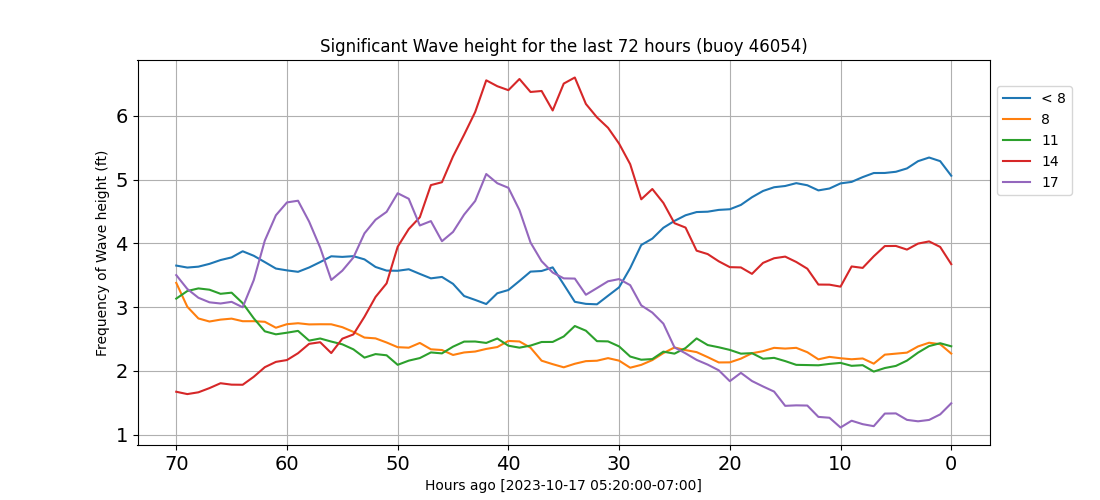 Significant Wave height for the last 72 hours (buoy 46054)
Frequency of Wave height (ft)
6
5
4
3
2
1
70 60 50 40 30 20 10 0
Hours ago [2023-10-17 05:20:00-07:00]
< 8
8
11
14
17